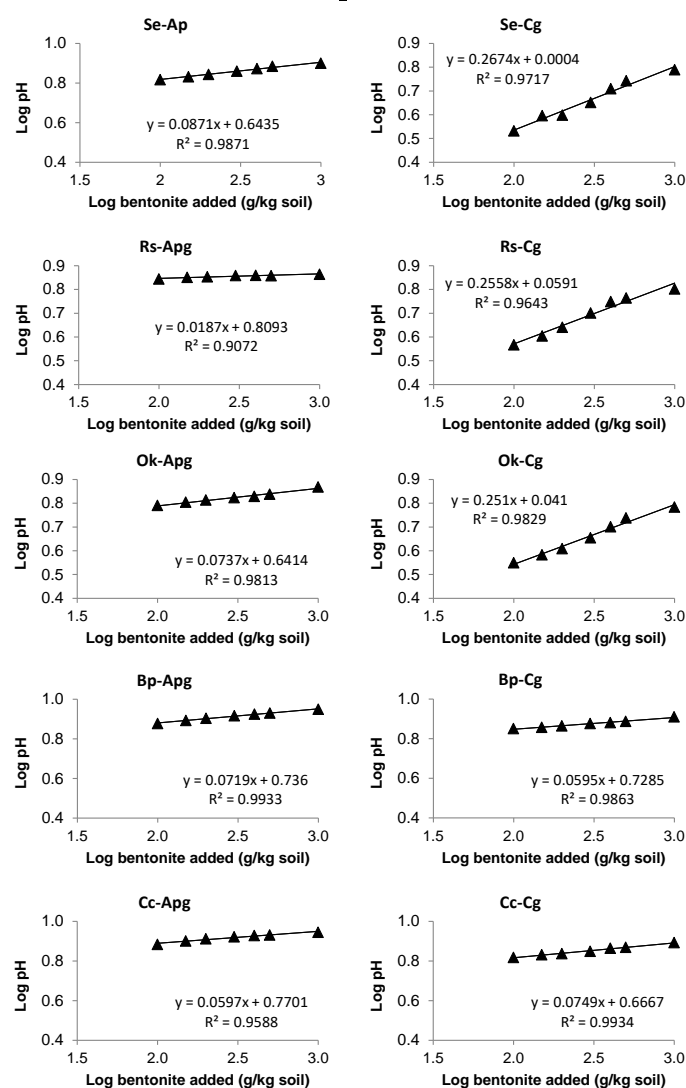 Se-Ap
1.0
0.8
0.6
0.4
Log pH
y = 0.0871x + 0.6435
R² = 0.9871
1.5
2
2.5
3
Log bentonite added (g/kg soil)
Se-Cg
0.9
0.8
0.7
0.6
0.5
0.4
Log pH
y = 0.2674x + 0.0004
R² = 0.9717
1.5
2.0
2.5
3.0
Log bentonite added (g/kg soil)
Rs-Apg
0.9
0.8
0.7
0.6
0.5
0.4
Log pH
y = 0.0187x + 0.8093
R² = 0.9072
1.5
2.0
2.5
3.0
Log bentonite added (g/kg soil)
Rs-Cg
0.9
0.8
0.7
0.6
0.5
0.4
Log pH
y = 0.2558x + 0.0591
R² = 0.9643
1.5
2.0
2.5
3.0
Log bentonite added (g/kg soil)
Ok-Apg
0.9
0.8
0.7
0.6
0.5
0.4
Log pH
y = 0.0737x + 0.6414
R² = 0.9813
1.5
2.0
2.5
3.0
Log bentonite added (g/kg soil)
Ok-Cg
0.9
0.8
0.7
0.6
0.5
0.4
Log pH
y = 0.251x + 0.041
R² = 0.9829
1.5
2.0
2.5
3.0
Log bentonite added (g/kg soil)
Bp-Apg
1.0
0.8
0.6
0.4
Log pH
y = 0.0719x + 0.736
R² = 0.9933
1.5
2.0
2.5
3.0
Log bentonite added (g/kg soil)
Bp-Cg
1.0
0.8
0.6
0.4
Log pH
y = 0.0595x + 0.7285
R² = 0.9863
1.5
2.0
2.5
3.0
Log bentonite added (g/kg soil)
Cc-Apg
1.0
0.8
0.6
0.4
Log pH
y = 0.0597x + 0.7701
R² = 0.9588
1.5
2.0
2.5
3.0
Log bentonite added (g/kg soil)
Cc-Cg
1.0
0.8
0.6
0.4
Log pH
y = 0.0749x + 0.6667
R² = 0.9934
1.5
2.0
2.5
3.0
Log bentonite added (g/kg soil)